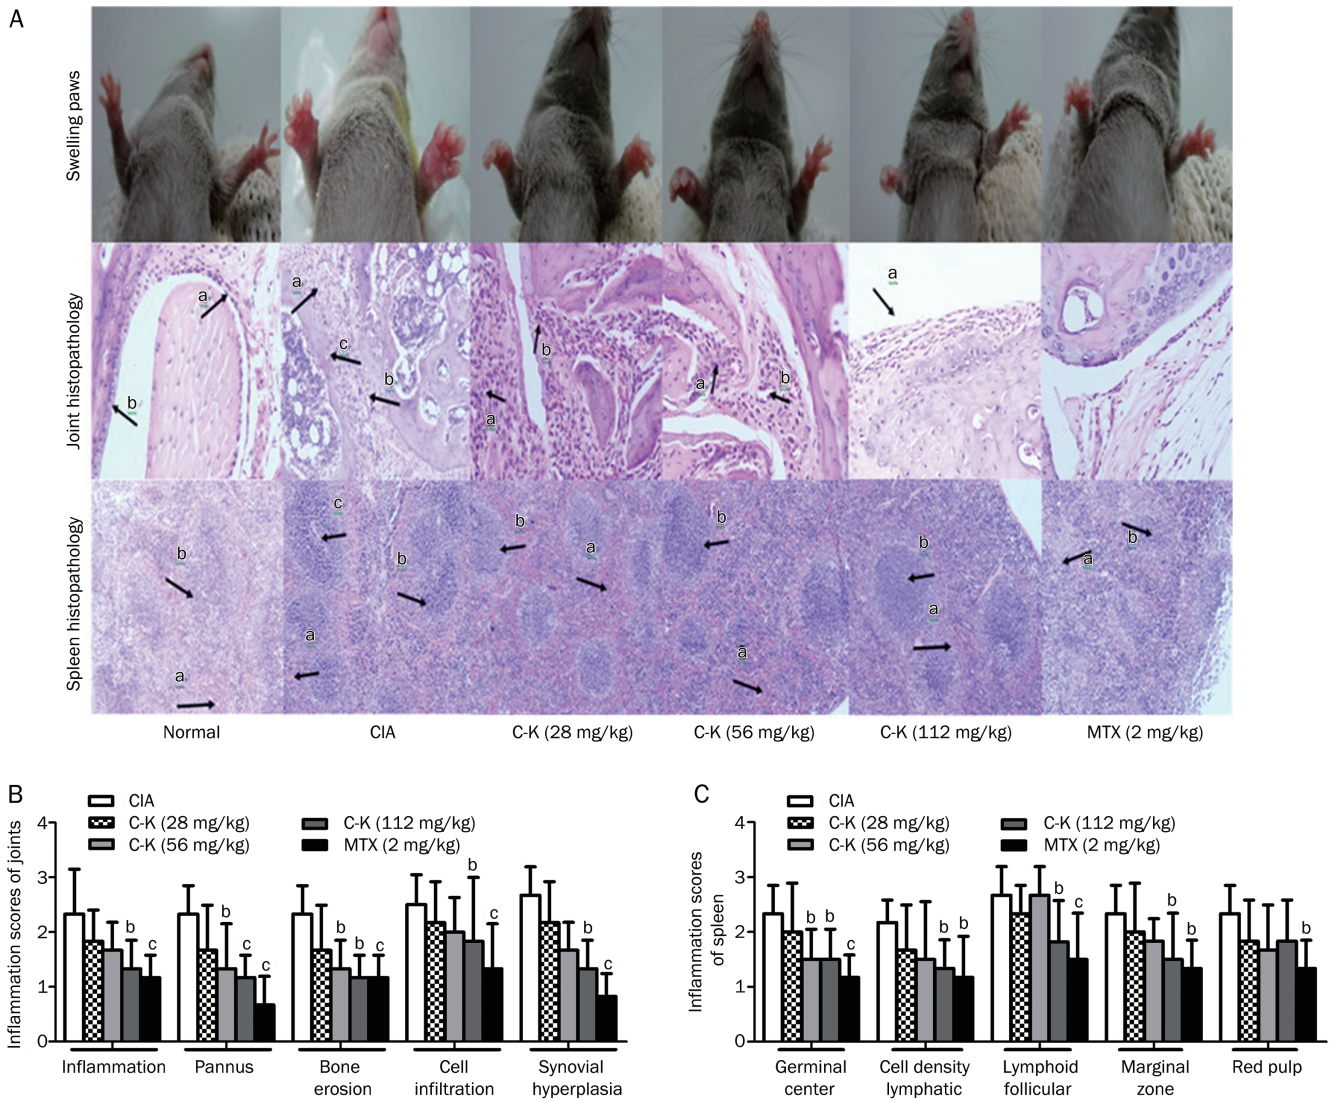 A
Swelling paws
Joint histopathology
a
b
a
c
b
b
a
a
b
a
Spleen histopathology
b
a
c
b
a
b
a
b
a
b
a
b
a
Normal
CIA
C-K (28 mg/kg)
C-K (56 mg/kg)
C-K (112 mg/kg)
MTX (2 mg/kg)
B
CIA
C-K (28 mg/kg)
C-K (56 mg/kg)
C-K (112 mg/kg)
MTX (2 mg/kg)
Inflammation scores of joints
4
3
2
1
0
b
c
b
c
c
b
b
c
b
c
b
c
Inflammation
Pannus
Bone
erosion
Cell
infiltration
Synovial
hyperplasia
C
CIA
C-K (28 mg/kg)
C-K (56 mg/kg)
C-K (112 mg/kg)
MTX (2 mg/kg)
Inflammation scores
of spleen
4
3
2
1
0
b
b
c
b
b
b
c
b
b
b
Germinal
center
Cell density
lymphatic
Lymphoid
follicular
Marginal
zone
Red pulp